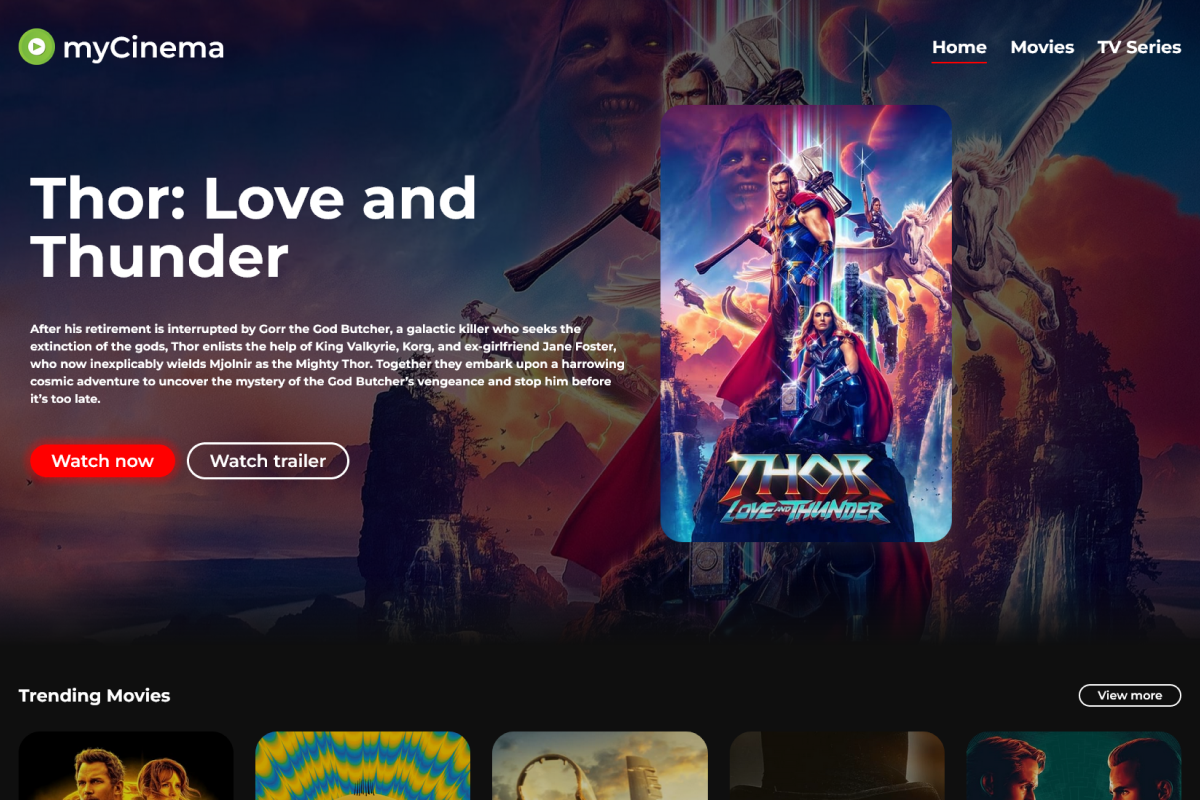 myCinema
Home
Movies
TV Series
Thor: Love and
Thunder
After his retirement is interrupted by Gorr the God Butcher, a galactic killer who seeks the
extinction of the gods, Thor enlists the help of King Valkyrie, Korg, and ex-girlfriend Jane Foster,
who now inexplicably wields Mjolnir as the Mighty Thor. Together they embark upon a harrowing
cosmic adventure to uncover the mystery of the God Butcher’s vengeance and stop him before
it’s too late.
Watch now
Watch trailer
THOR
LOVE AND THUNDER
Trending Movies
View more